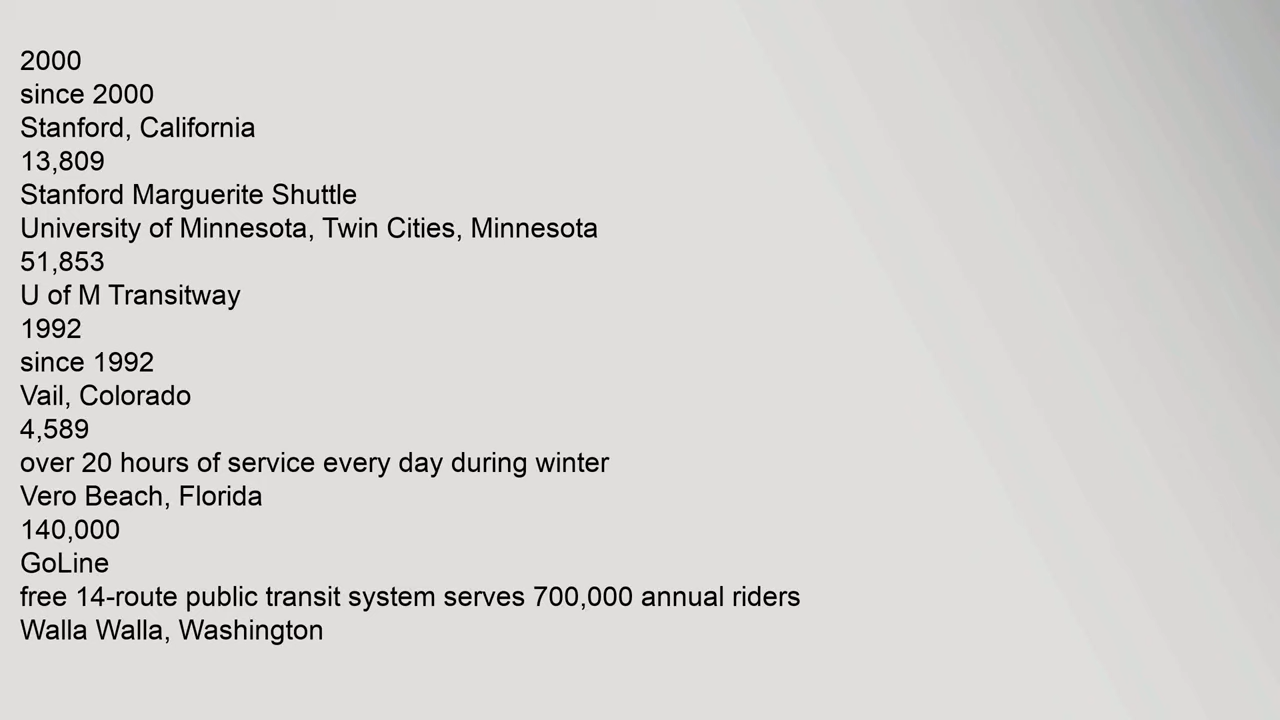 2000
since 2000
Stanford, California
13,809
Stanford Marguerite Shuttle
University of Minnesota, Twin Cities, Minnesota
51,853
U of M Transitway
1992
since 1992
Vail, Colorado
4,589
over 20 hours of service every day during winter
Vero Beach, Florida
140,000
GoLine
free 14-route public transit system serves 700,000 annual riders
Walla Walla, Washington